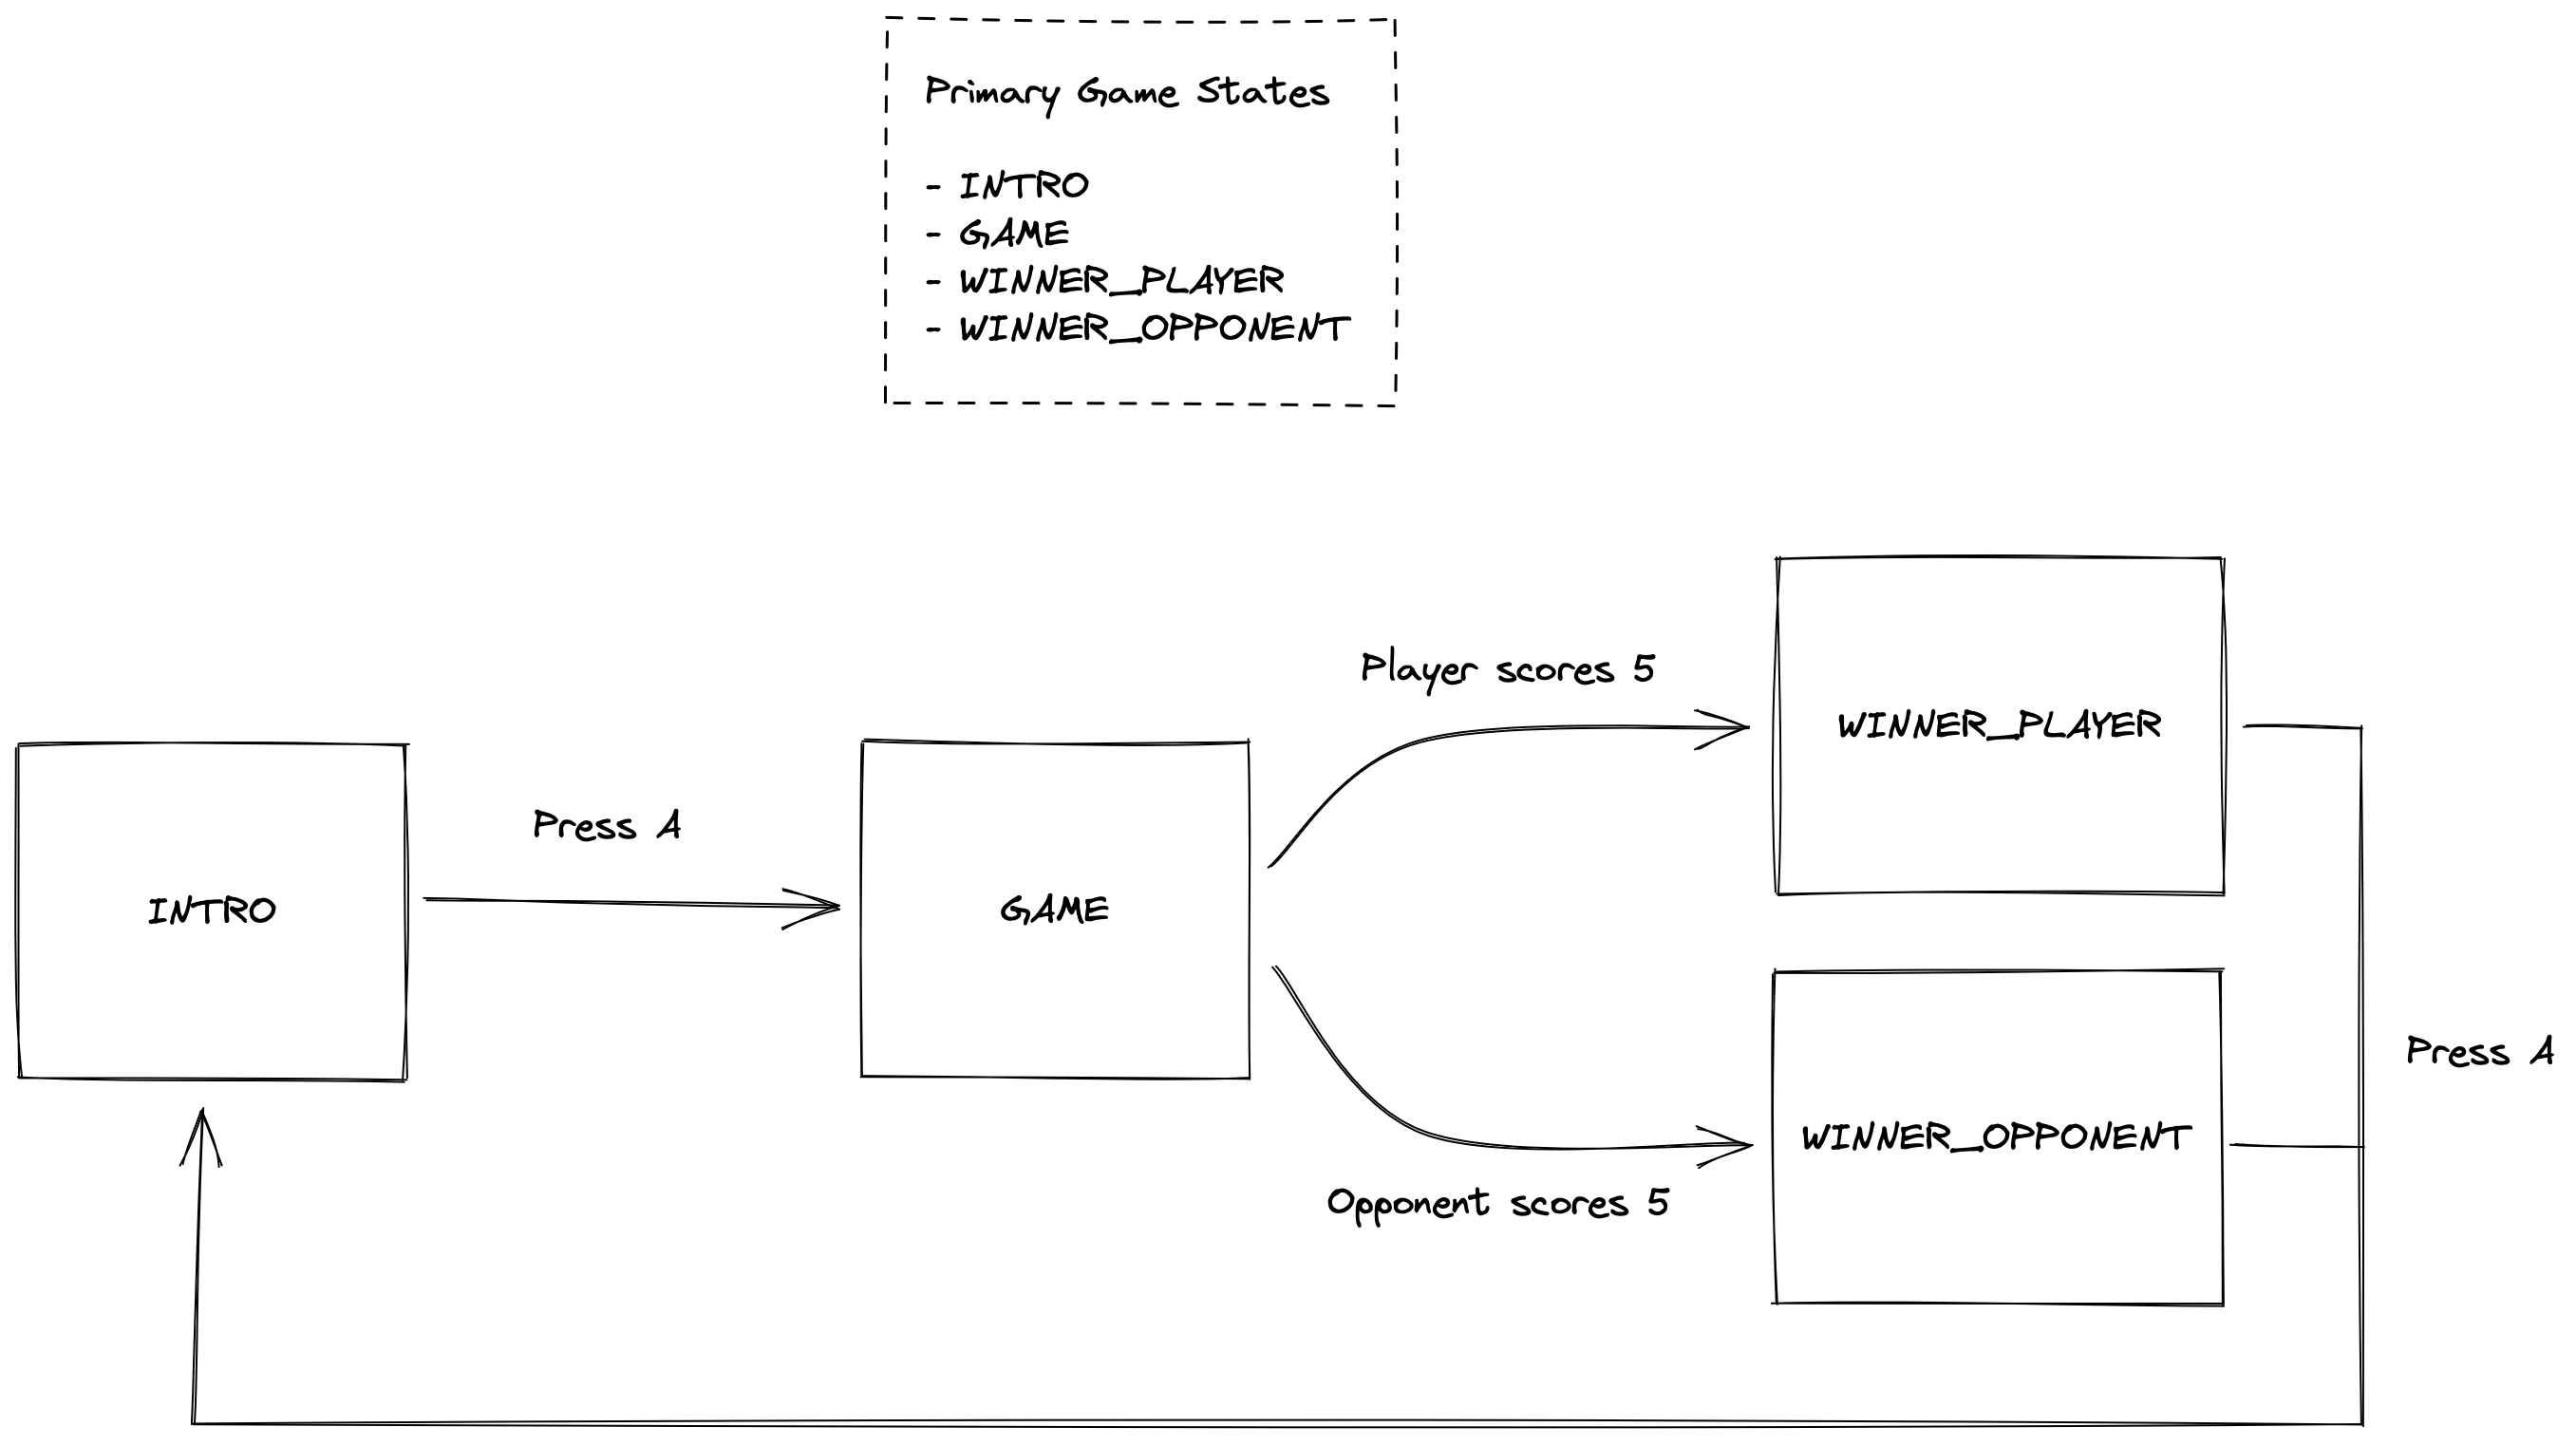 Primary Game States
- INTRO
- GAME
- WINNER_PLAYER
- WINNER_OPPONENT
Player scores 5
WINNER_PLAYER
Press A
INTRO
GAME
Press A
WINNER_OPPONENT
Opponent scores 5